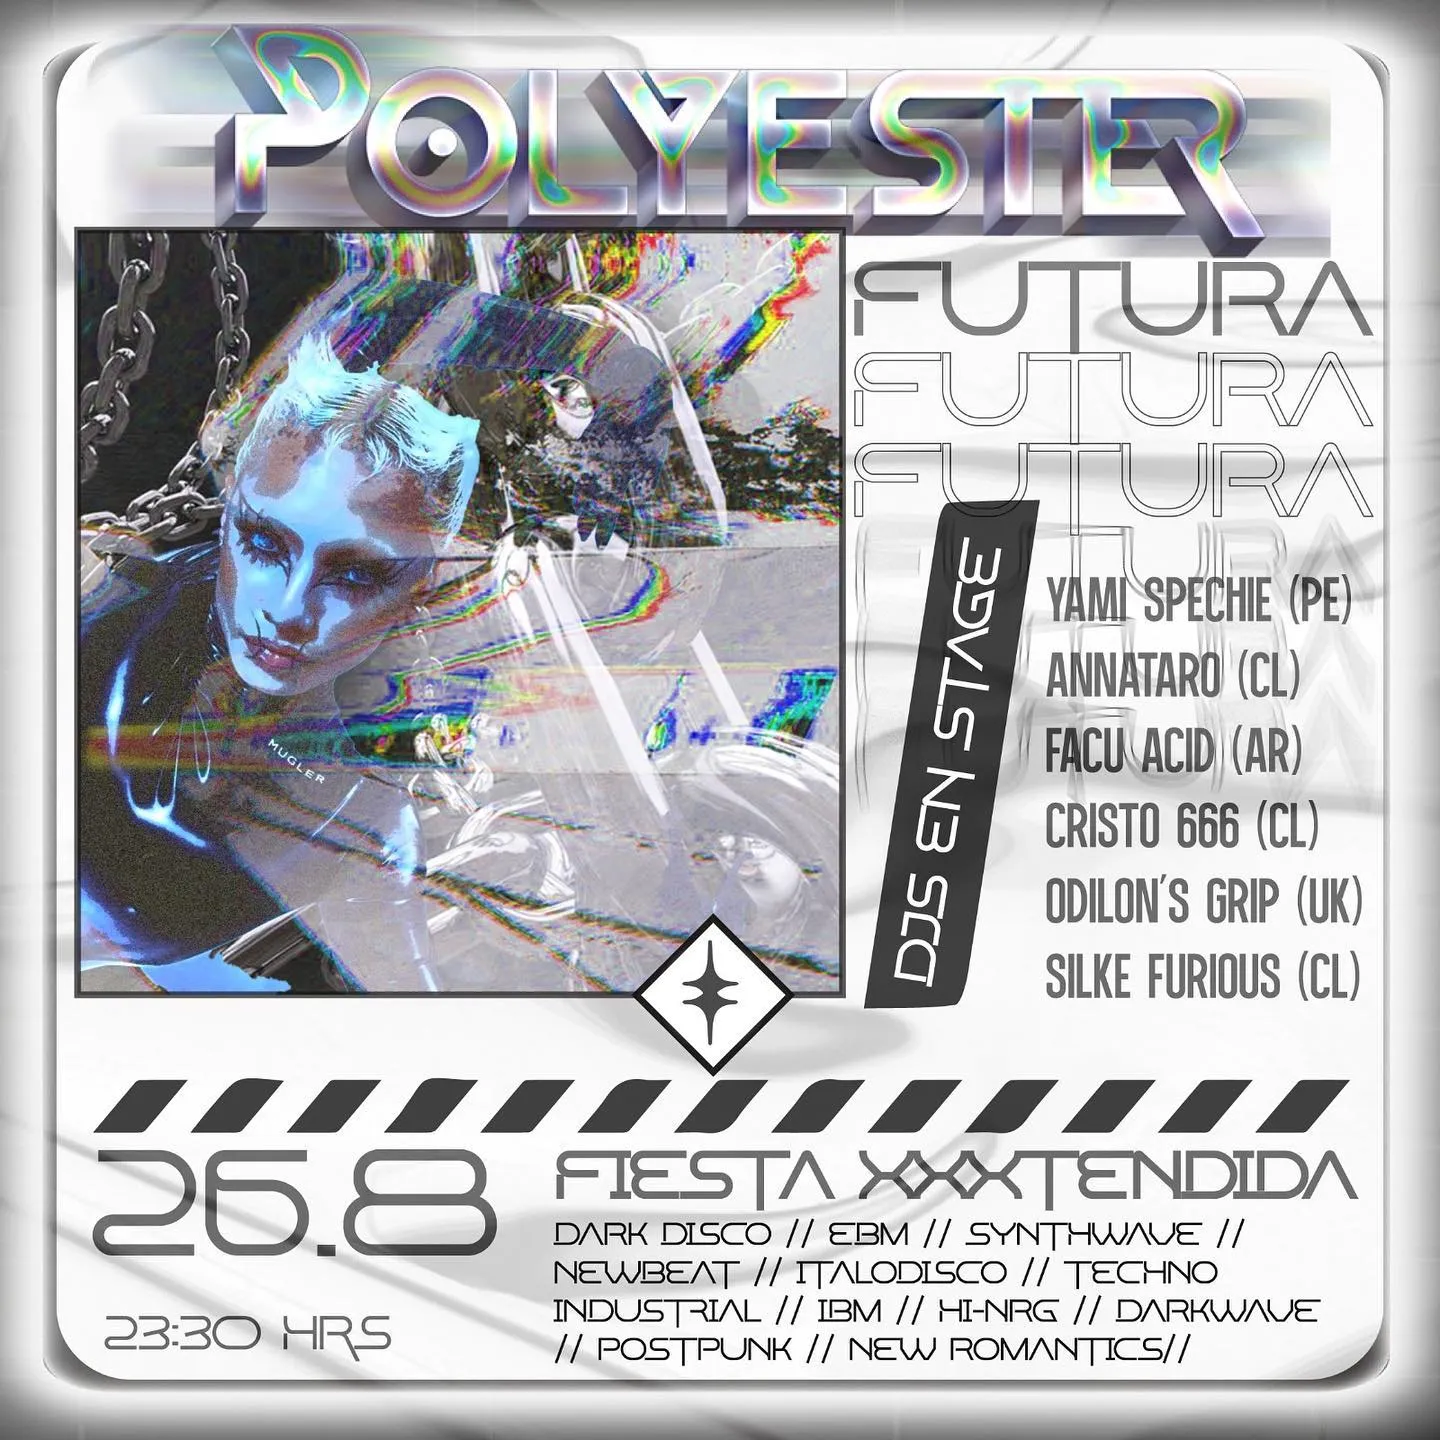 POLYESTER
FUTURA
FUTURA
FUTURA
FUTURA
MUGLER
DJS EN STAGE
YAMI SPECHIE (PE)
ANNATARO (CL)
FACU ACID (AR)
CRISTO 666 (CL)
ODILON'S GRIP (UK)
SILKE FURIOUS (CL)
26.8
23:30 HRS
FIESTA XXXTENDIDA
DARK DISCO // EBM // SYNTHWAVE //
NEWBEAT // ITALODISCO // TECHNO
INDUSTRIAL // IBM // HI-NRG // DARKWAVE
// POSTPUNK // NEW ROMANTICS//